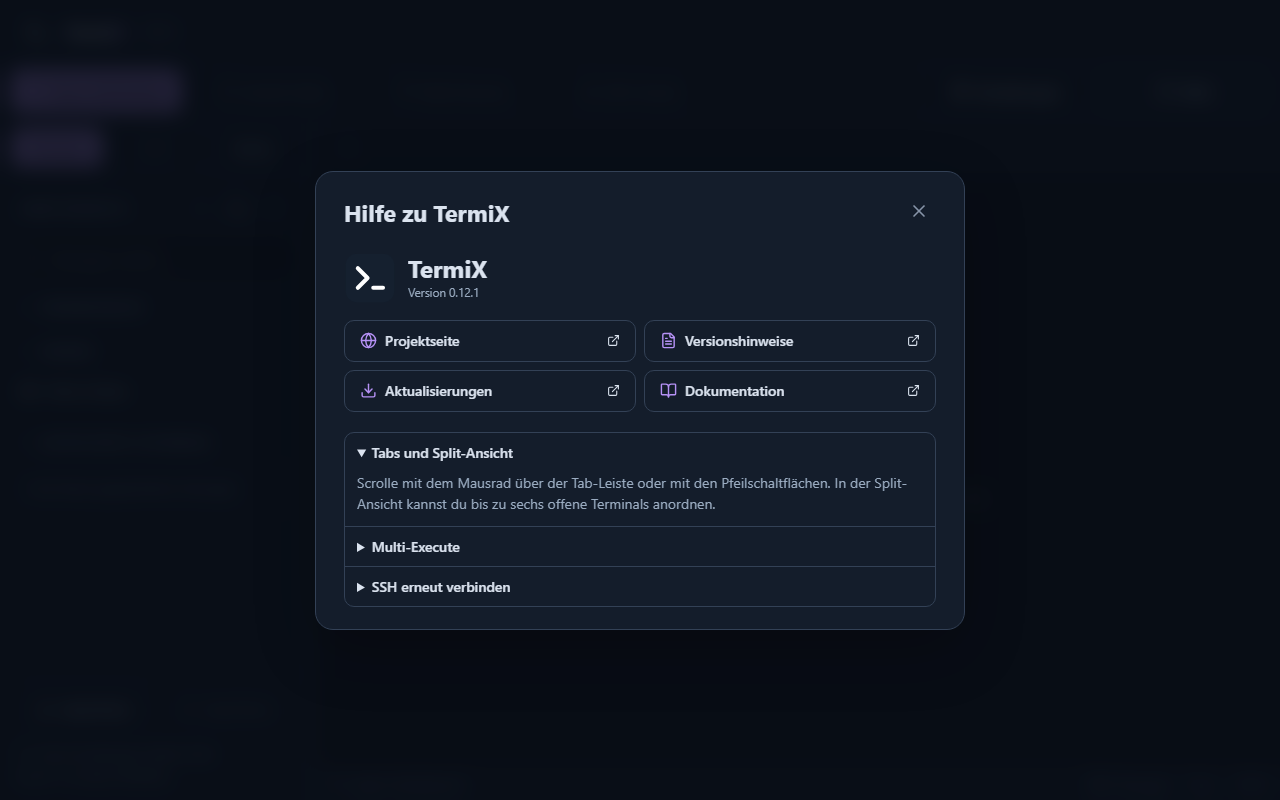 Hilfe zu TermiX
TermiX
Version 0.12.1
Projektseite
Versionshinweise
Aktualisierungen
Dokumentation
Tabs und Split-Ansicht
Scrolle mit dem Mausrad über der Tab-Leiste oder mit den Pfeilschaltflächen. In der Split-
Ansicht kannst du bis zu sechs offene Terminals anordnen.
Multi-Execute
SSH erneut verbinden